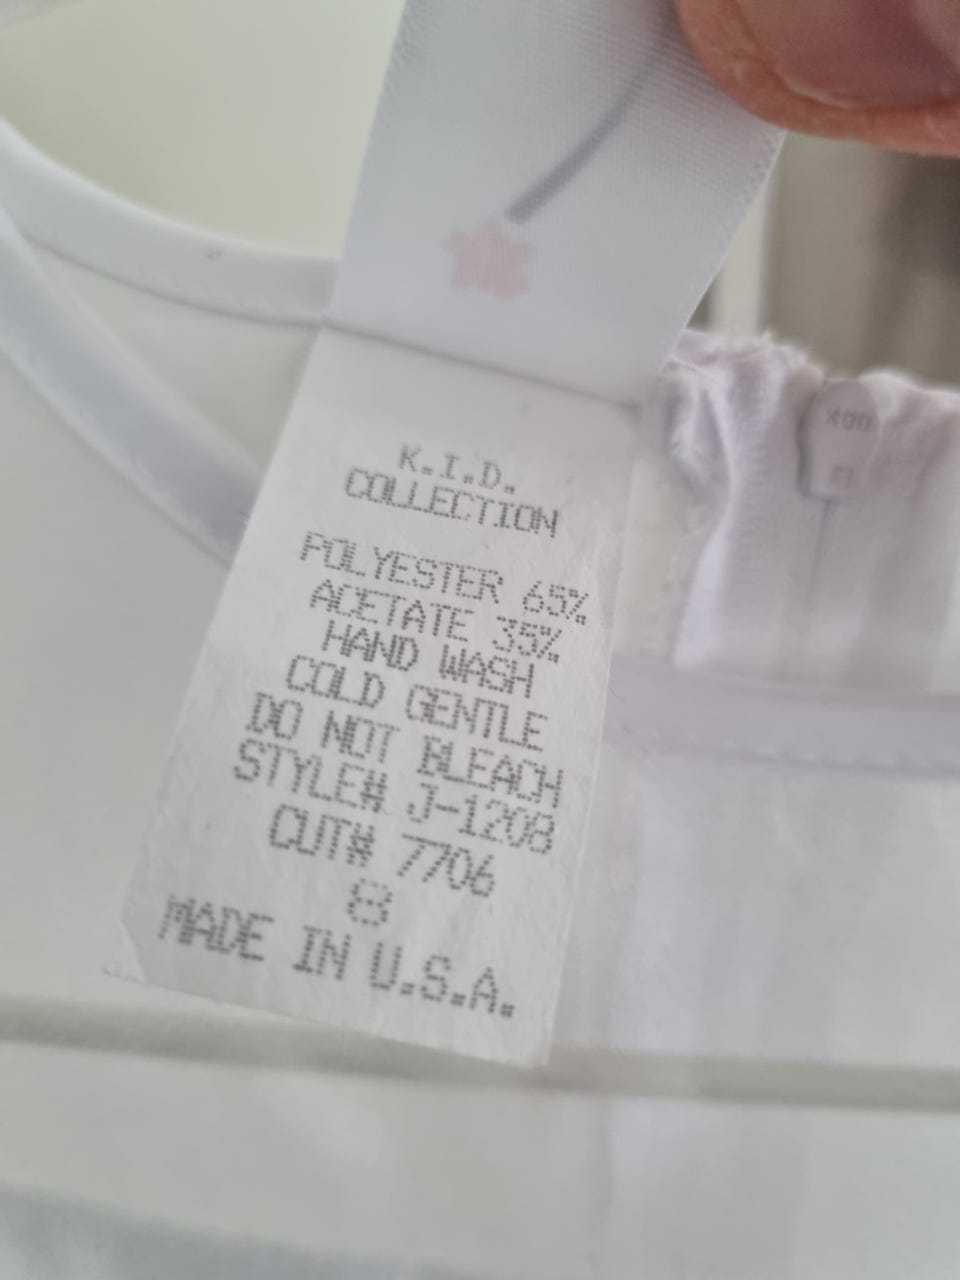 K.I.D.
COLLECTION
POLYESTER 65%
ACETATE 35%
HAND WASH
COLD GENTLE
DO NOT BLEACH
STYLE# J-1208
CUT# 7706
8
MADE IN U.S.A.